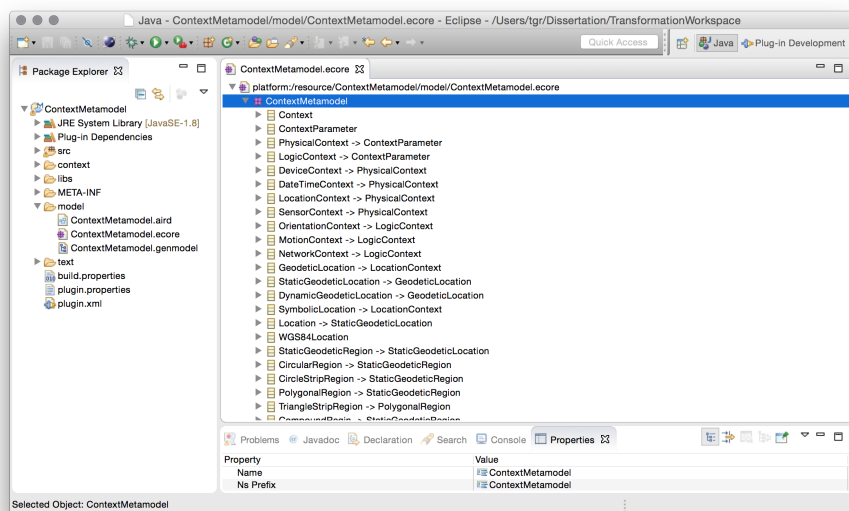 Java - ContextMetamodel/model/ContextMetamodel.ecore - Eclipse - /Users/tgr/Dissertation/TransformationWorkspace
Quick Access
Java
Plug-in Development
Package Explorer
ContextMetamodel
JRE System Library [JavaSE-1.8]
Plug-in Dependencies
src
context
libs
META-INF
model
ContextMetamodel.aird
ContextMetamodel.ecore
ContextMetamodel.genmodel
text
build.properties
plugin.properties
plugin.xml
ContextMetamodel.ecore
platform:/resource/ContextMetamodel/model/ContextMetamodel.ecore
ContextMetamodel
Context
ContextParameter
PhysicalContext -> ContextParameter
LogicContext -> ContextParameter
DeviceContext -> PhysicalContext
DateTimeContext -> PhysicalContext
LocationContext -> PhysicalContext
SensorContext -> PhysicalContext
OrientationContext -> LogicContext
MotionContext -> LogicContext
NetworkContext -> LogicContext
GeodeticLocation -> LocationContext
StaticGeodeticLocation -> GeodeticLocation
DynamicGeodeticLocation -> GeodeticLocation
SymbolicLocation -> LocationContext
Location -> StaticGeodeticLocation
WGS84Location
StaticGeodeticRegion -> StaticGeodeticLocation
CircularRegion -> StaticGeodeticRegion
CircleStripRegion -> StaticGeodeticRegion
PolygonalRegion -> StaticGeodeticRegion
TriangleStripRegion -> PolygonalRegion
CompoundRegion -> StaticGeodeticRegion
Problems
Javadoc
Declaration
Search
Console
Properties
Property Value
Name ContextMetamodel
Ns Prefix ContextMetamodel
Selected Object: ContextMetamodel